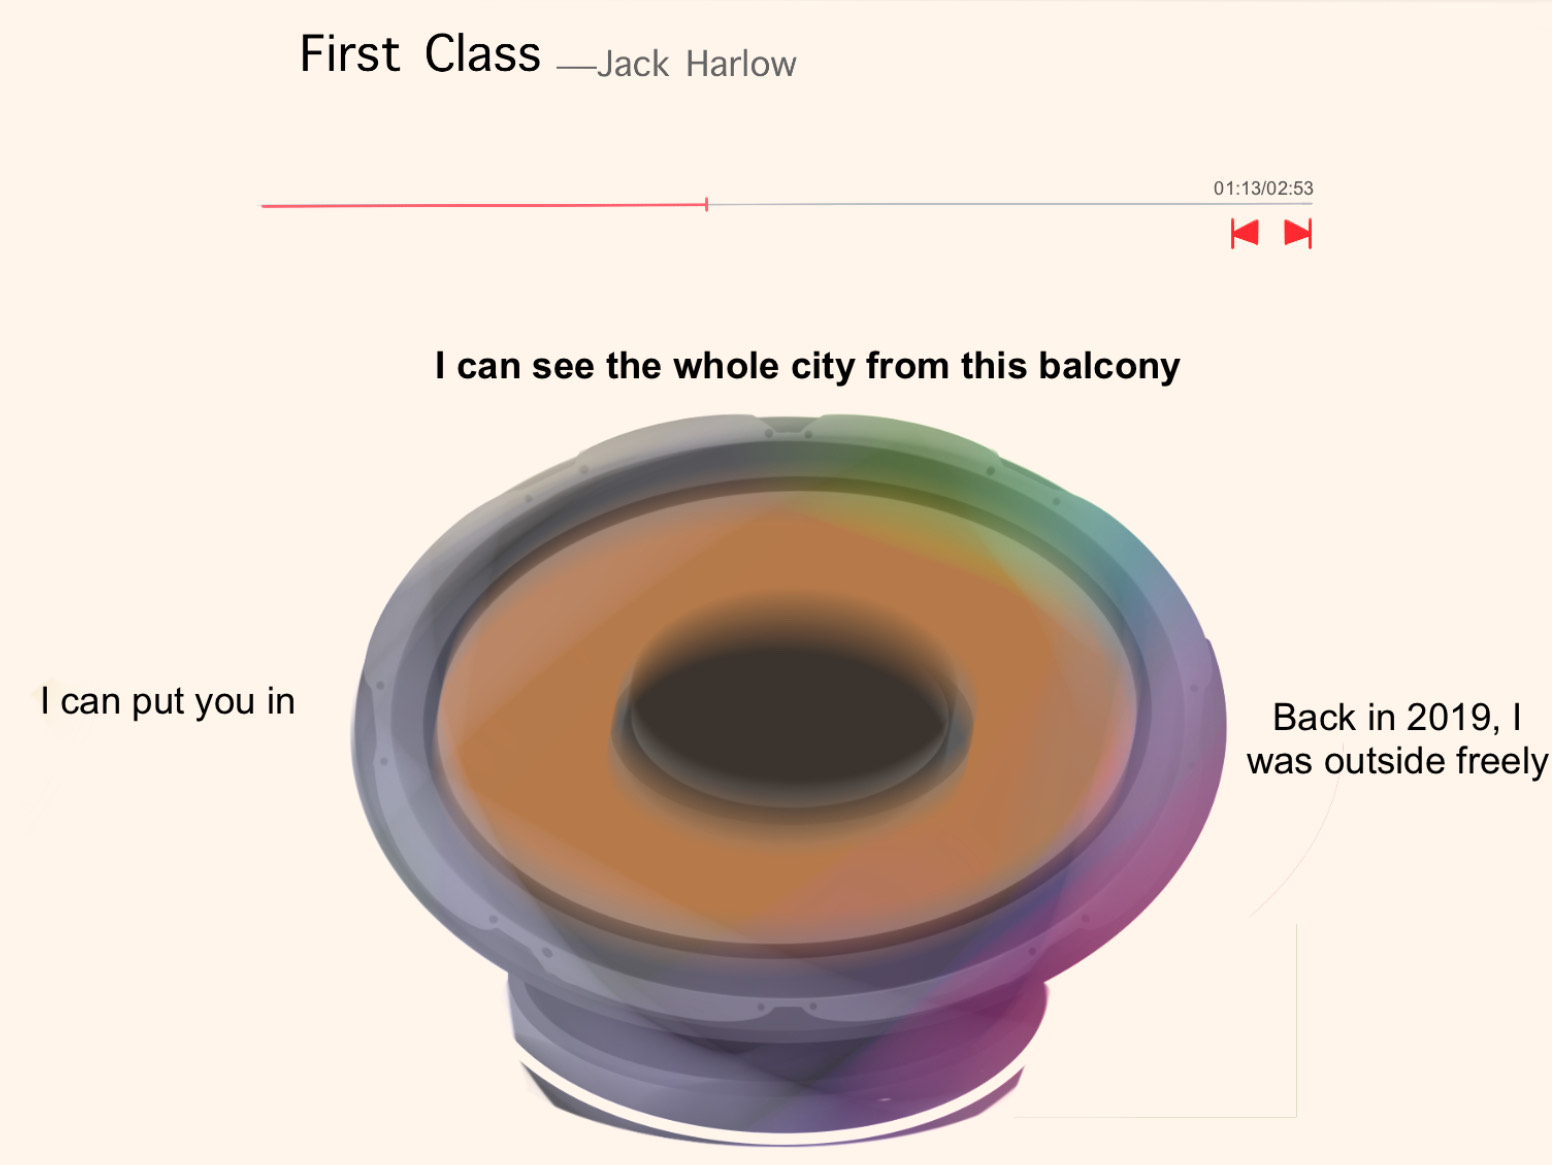 First Class —Jack Harlow
01:13/02:53
I can see the whole city from this balcony
I can put you in
Back in 2019, I
was outside freely